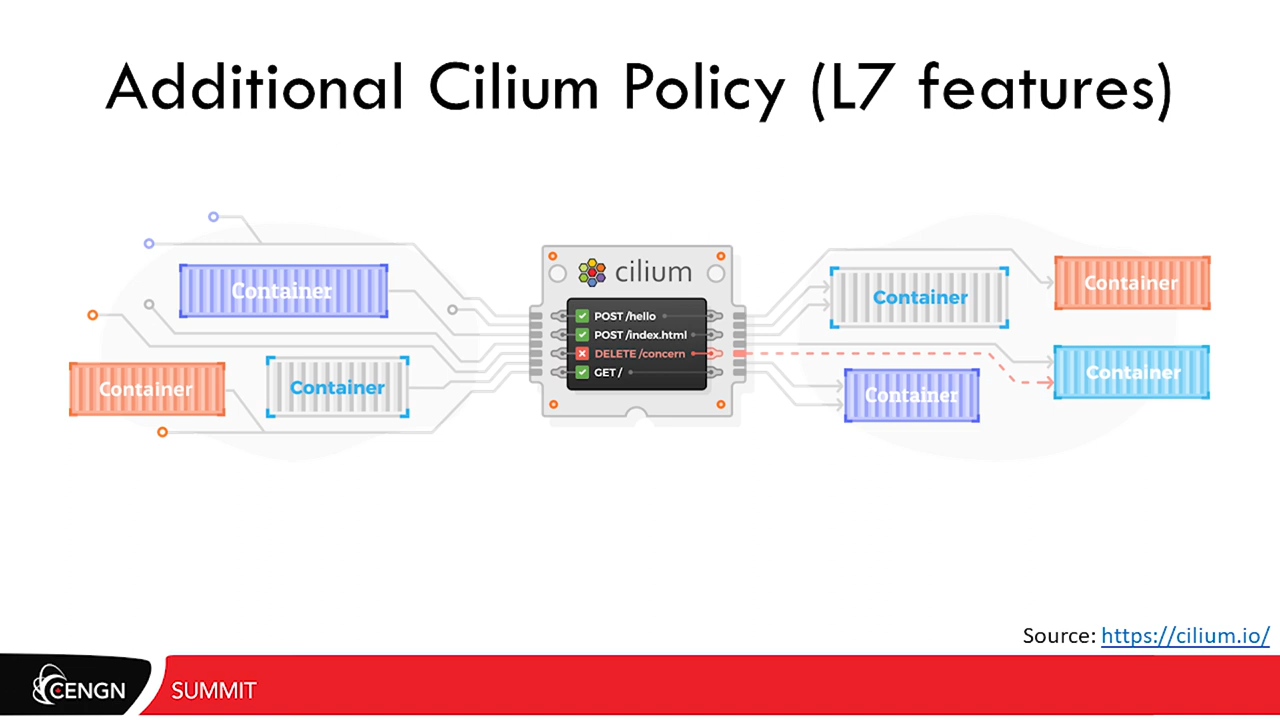 Additional Cilium Policy (L7 features)
Container
Container
Container
cilium
POST /hello
POST /index.html
DELETE /concern
GET /
Container
Container
Container
Container
Source: https://cilium.io/
CENGN
SUMMIT